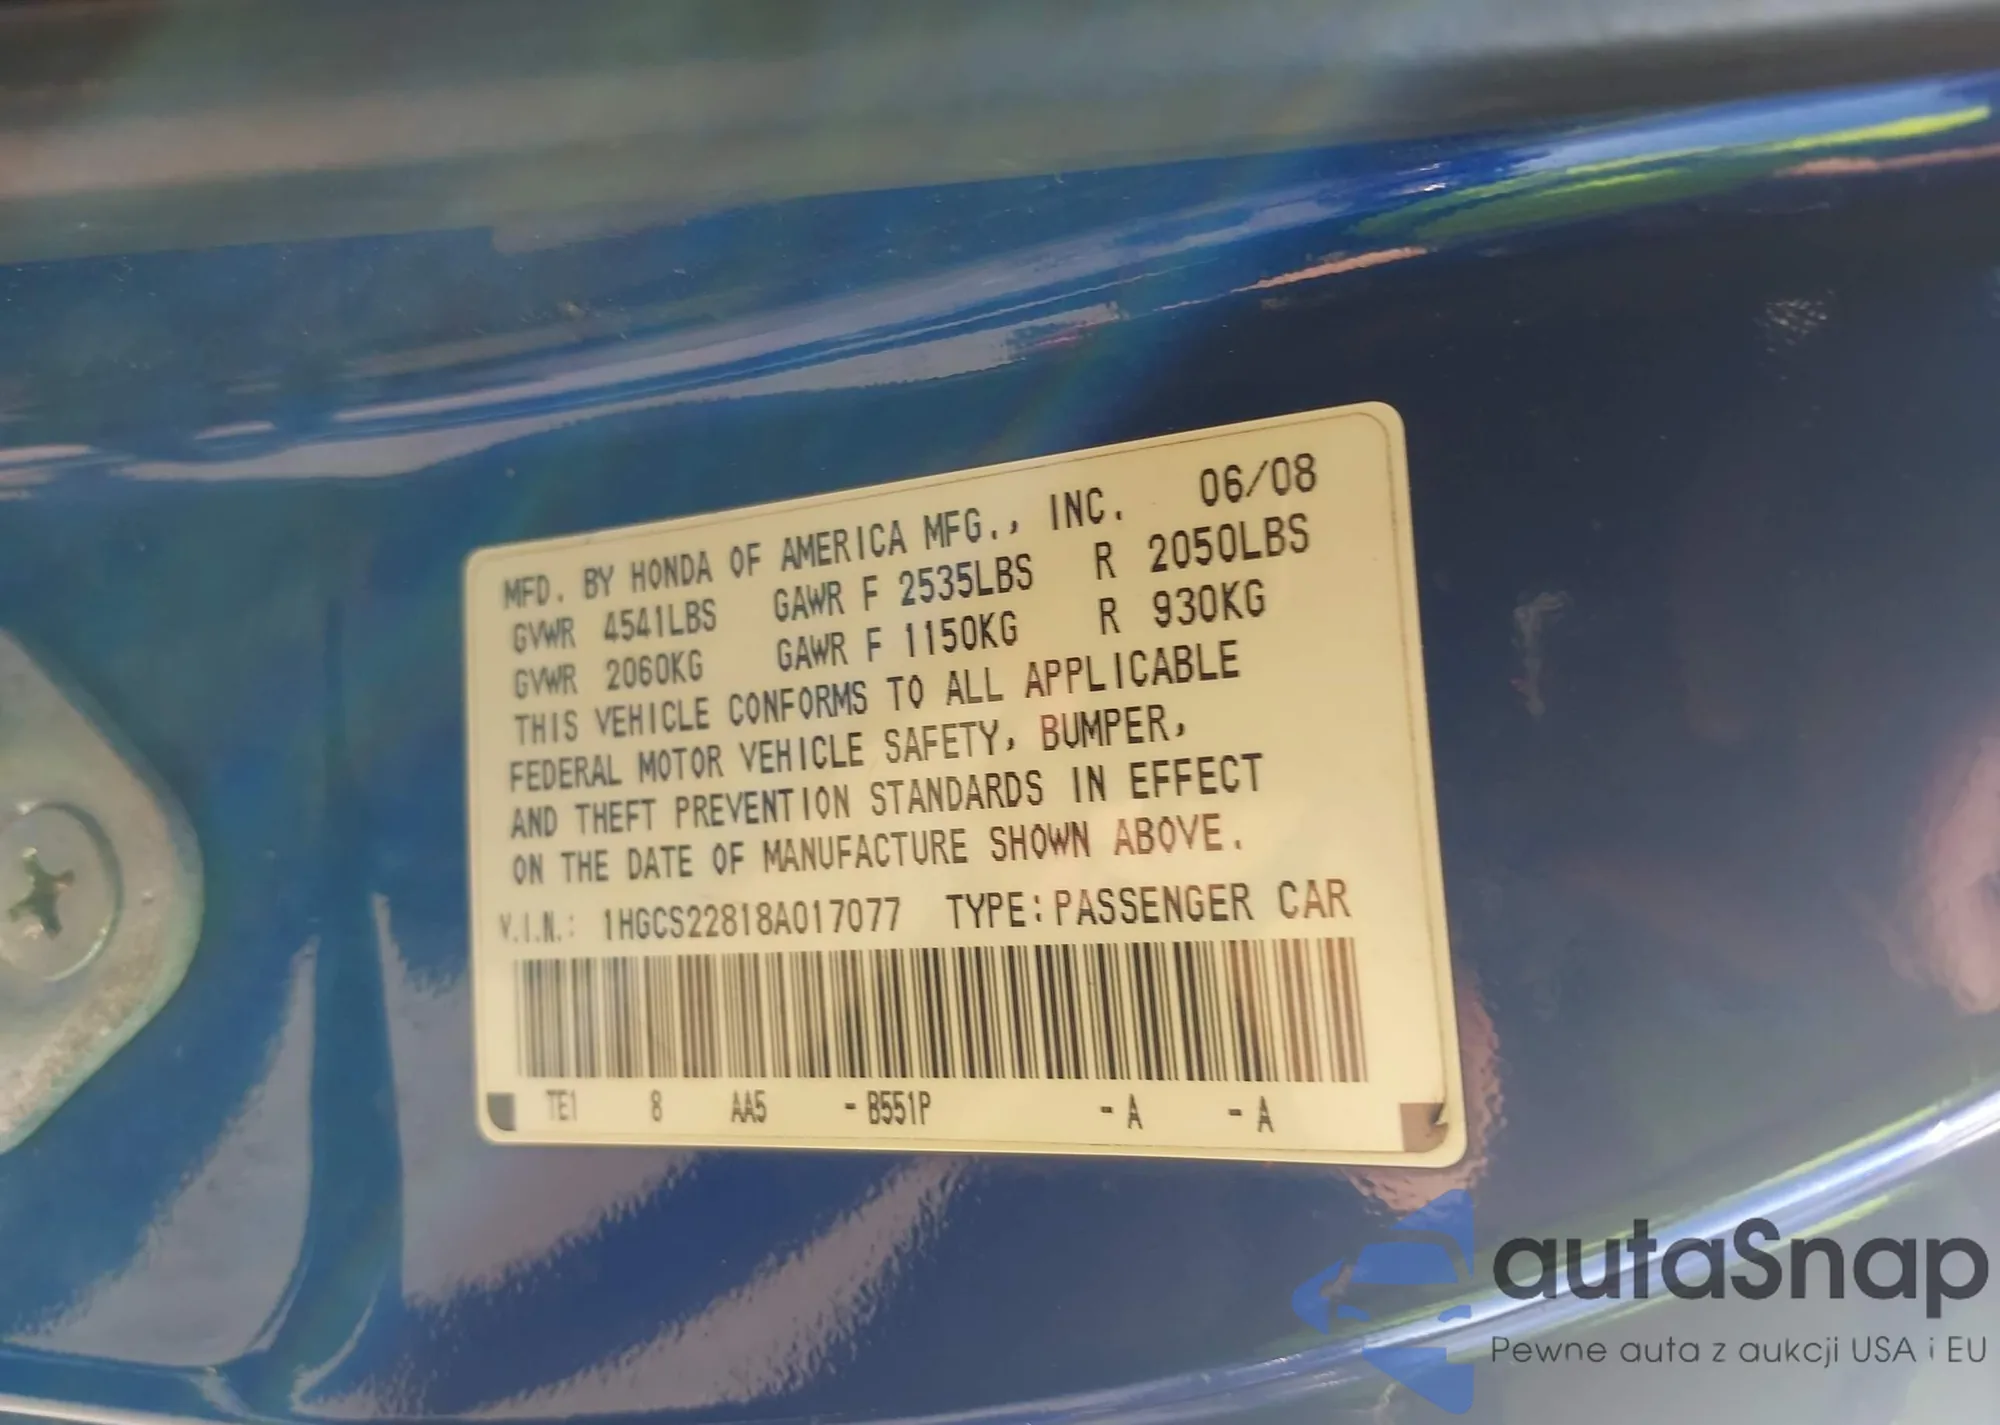 MFD. BY HONDA OF AMERICA MFG., INC. 06/08
GVWR 4541LBS GAWR F 2535LBS R 2050LBS
GVWR 2060KG GAWR F 1150KG R 930KG
THIS VEHICLE CONFORMS TO ALL APPLICABLE
FEDERAL MOTOR VEHICLE SAFETY, BUMPER,
AND THEFT PREVENTION STANDARDS IN EFFECT
ON THE DATE OF MANUFACTURE SHOWN ABOVE.
V.I.N.: 1HGCS22818A017077 TYPE:PASSENGER CAR
TE1 8 AA5 -B551P -A -A
autaSnap
Pewne auta z aukcji USA i EU